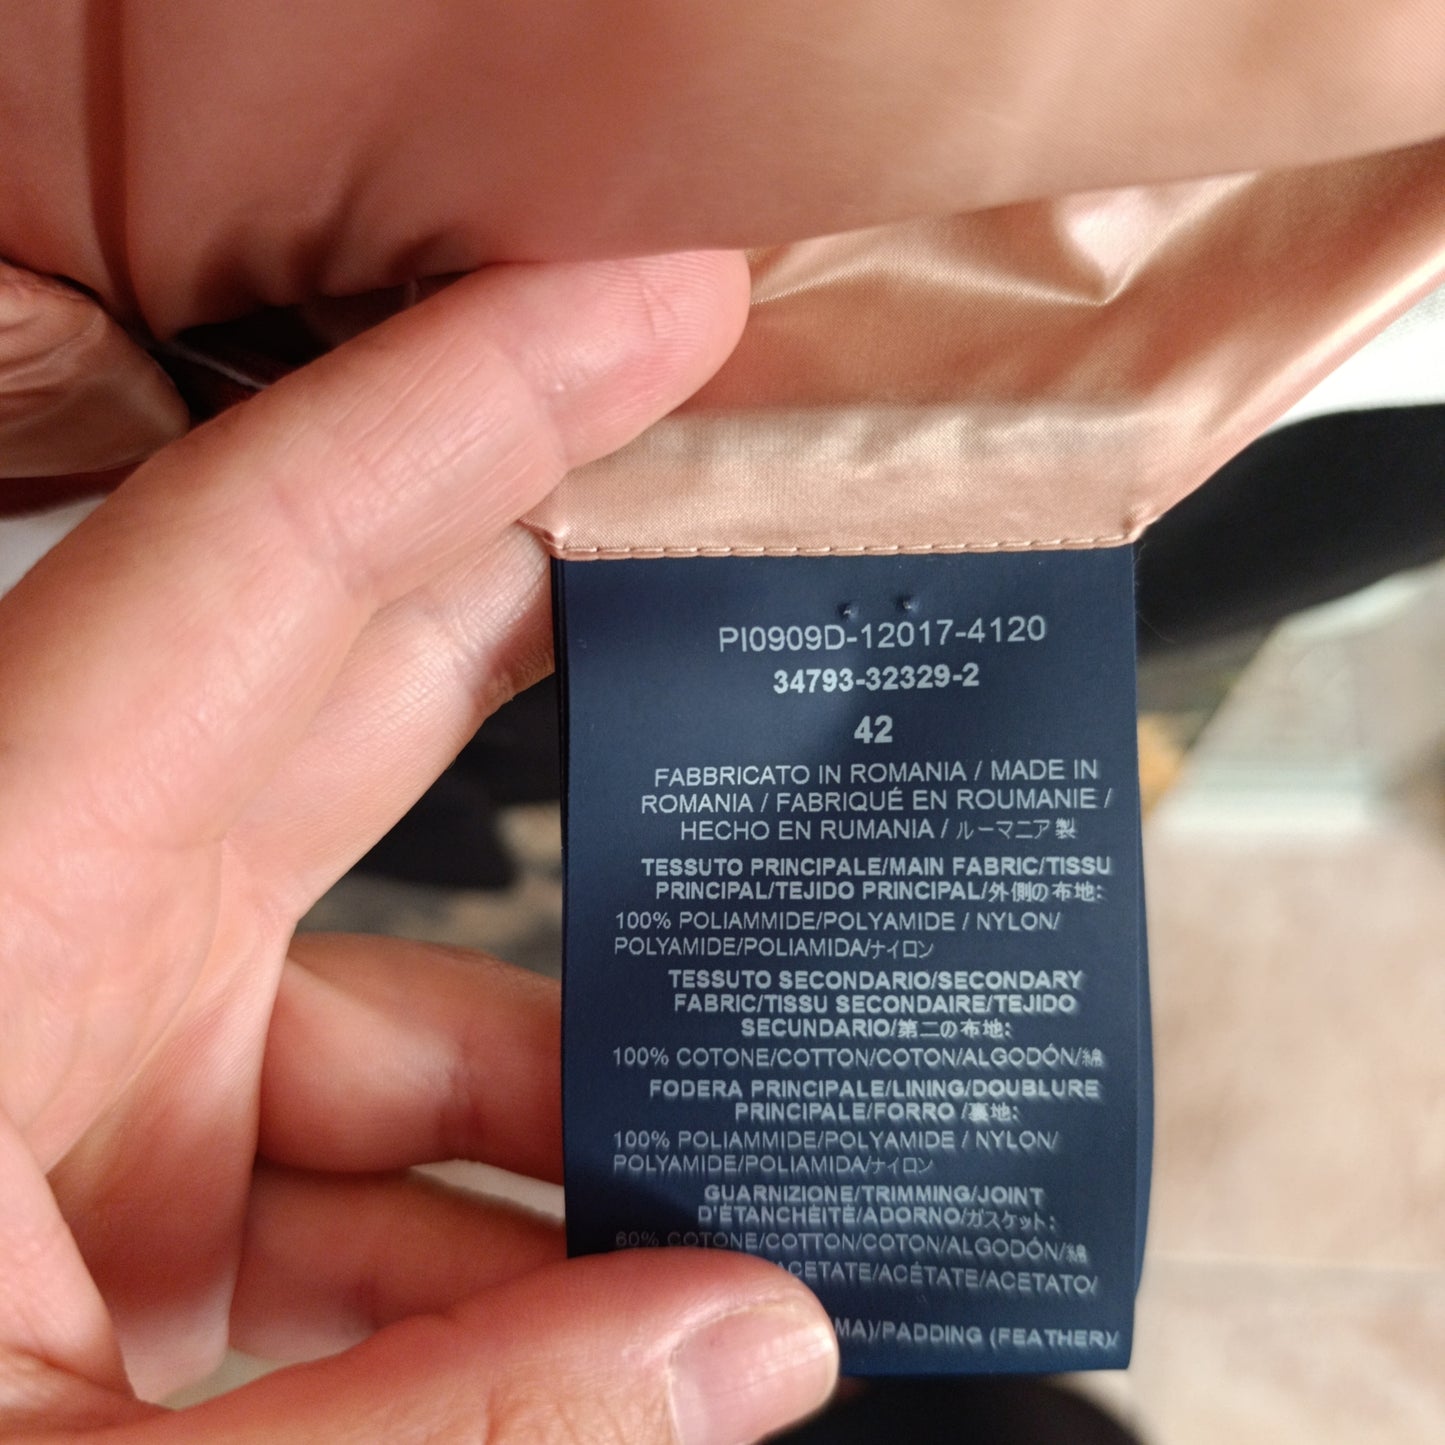 PI0909D-12017-4120
34793-32329-2
42
FABBRICATO IN ROMANIA / MADE IN
ROMANIA / FABRIQUÉ EN ROUMANIE /
HECHO EN RUMANIA / ルーマニア製
TESSUTO PRINCIPALE/MAIN FABRIC/TISSU
PRINCIPAL/TEJIDO PRINCIPAL/外側の布地:
100% POLIAMMIDE/POLYAMIDE / NYLON/
POLYAMIDE/POLIAMIDA/ナイロン
TESSUTO SECONDARIO/SECONDARY
FABRIC/TISSU SECONDAIRE/TEJIDO
SECUNDARIO/第二の布地:
100% COTONE/COTTON/COTON/ALGODÓN/綿
FODERA PRINCIPALE/LINING/DOUBLURE
PRINCIPALE/FORRO /裏地:
100% POLIAMMIDE/POLYAMIDE / NYLON/
POLYAMIDE/POLIAMIDA/ナイロン
GUARNIZIONE/TRIMMING/JOINT
D'ÉTANCHÉITÉ/ADORNO/ガスケット:
60% COTONE/COTTON/COTON/ALGODÓN/綿
ACETATE/ACÉTATE/ACETATO/
MA)/PADDING (FEATHER)/